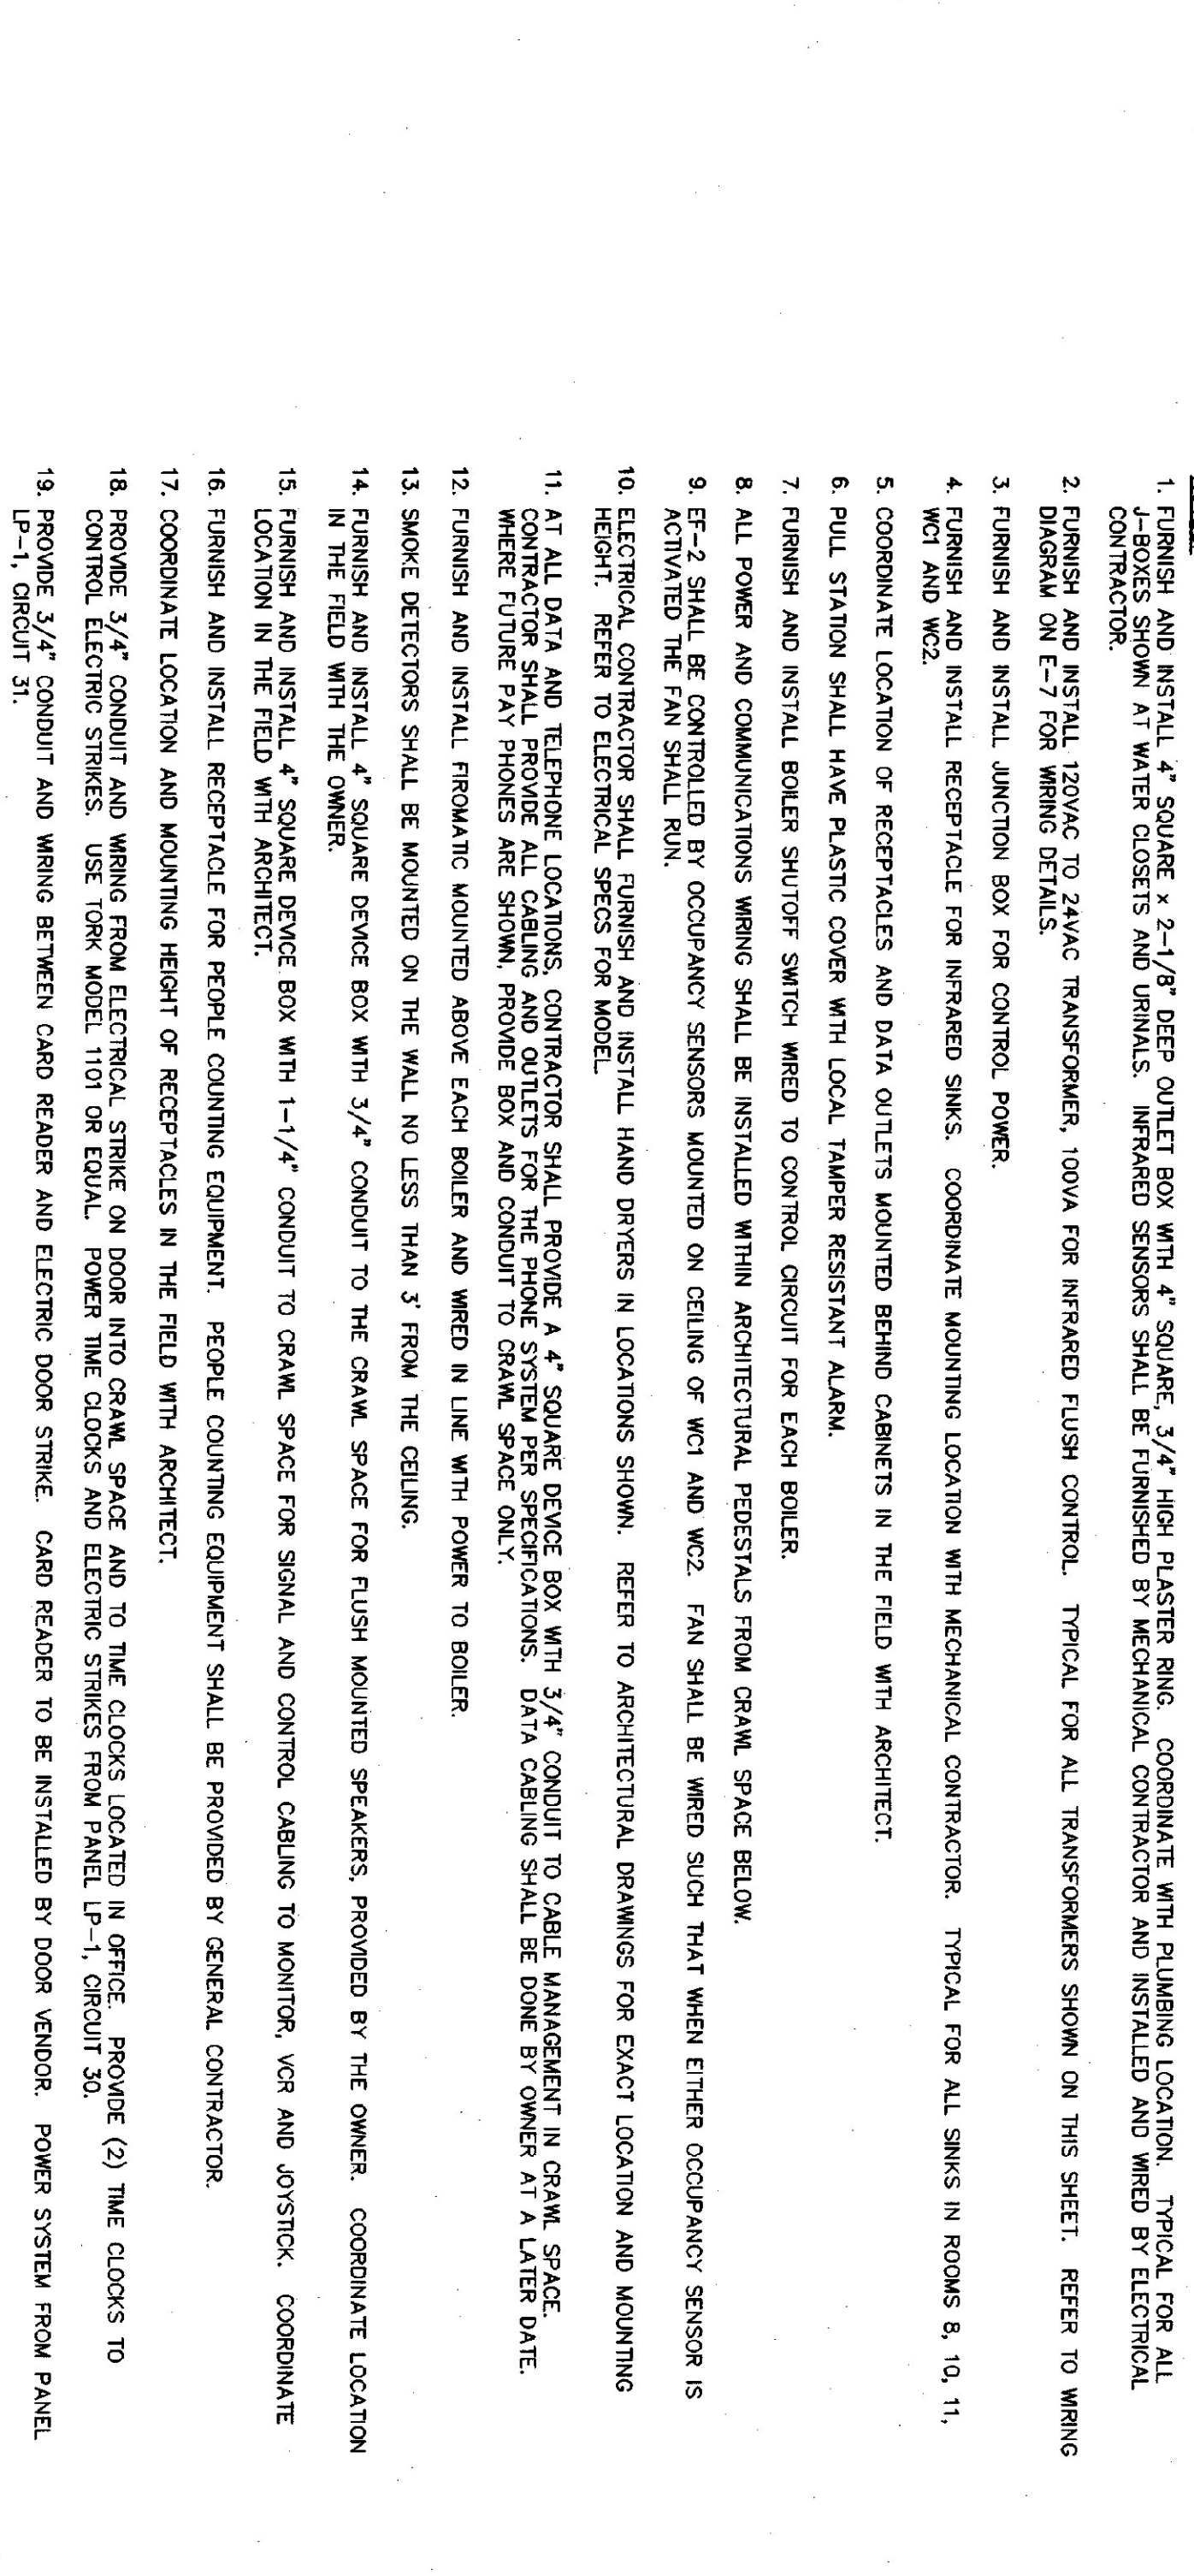 1. FURNISH AND INSTALL 4" SQUARE x 2-1/8" DEEP OUTLET BOX WITH 4" SQUARE, 3/4" HIGH PLASTER RING. COORDINATE WITH PLUMBING LOCATION. TYPICAL FOR ALL
J-BOXES SHOWN AT WATER CLOSETS AND URINALS. INFRARED SENSORS SHALL BE FURNISHED BY MECHANICAL CONTRACTOR AND INSTALLED AND WIRED BY ELECTRICAL
CONTRACTOR.
2. FURNISH AND INSTALL 120VAC TO 24VAC TRANSFORMER, 100VA FOR INFRARED FLUSH CONTROL. TYPICAL FOR ALL TRANSFORMERS SHOWN ON THIS SHEET. REFER TO WIRING
DIAGRAM ON E-7 FOR WIRING DETAILS.
3. FURNISH AND INSTALL JUNCTION BOX FOR CONTROL POWER.
4. FURNISH AND INSTALL RECEPTACLE FOR INFRARED SINKS. COORDINATE MOUNTING LOCATION WITH MECHANICAL CONTRACTOR. TYPICAL FOR ALL SINKS IN ROOMS 8, 10, 11,
WC1 AND WC2.
5. COORDINATE LOCATION OF RECEPTACLES AND DATA OUTLETS MOUNTED BEHIND CABINETS IN THE FIELD WITH ARCHITECT.
6. PULL STATION SHALL HAVE PLASTIC COVER WITH LOCAL TAMPER RESISTANT ALARM.
7. FURNISH AND INSTALL BOILER SHUTOFF SWITCH WIRED TO CONTROL CIRCUIT FOR EACH BOILER.
8. ALL POWER AND COMMUNICATIONS WIRING SHALL BE INSTALLED WITHIN ARCHITECTURAL PEDESTALS FROM CRAWL SPACE BELOW.
9. EF-2 SHALL BE CONTROLLED BY OCCUPANCY SENSORS MOUNTED ON CEILING OF WC1 AND WC2. FAN SHALL BE WIRED SUCH THAT WHEN EITHER OCCUPANCY SENSOR IS
ACTIVATED THE FAN SHALL RUN.
10. ELECTRICAL CONTRACTOR SHALL FURNISH AND INSTALL HAND DRYERS IN LOCATIONS SHOWN. REFER TO ARCHITECTURAL DRAWINGS FOR EXACT LOCATION AND MOUNTING
HEIGHT. REFER TO ELECTRICAL SPECS FOR MODEL.
11. AT ALL DATA AND TELEPHONE LOCATIONS, CONTRACTOR SHALL PROVIDE A 4" SQUARE DEVICE BOX WITH 3/4" CONDUIT TO CABLE MANAGEMENT IN CRAWL SPACE.
CONTRACTOR SHALL PROVIDE ALL CABLING AND OUTLETS FOR THE PHONE SYSTEM PER SPECIFICATIONS. DATA CABLING SHALL BE DONE BY OWNER AT A LATER DATE.
WHERE FUTURE PAY PHONES ARE SHOWN, PROVIDE BOX AND CONDUIT TO CRAWL SPACE ONLY.
12. FURNISH AND INSTALL FIROMATIC MOUNTED ABOVE EACH BOILER AND WIRED IN LINE WITH POWER TO BOILER.
13. SMOKE DETECTORS SHALL BE MOUNTED ON THE WALL NO LESS THAN 3' FROM THE CEILING.
14. FURNISH AND INSTALL 4" SQUARE DEVICE BOX WITH 3/4" CONDUIT TO THE CRAWL SPACE FOR FLUSH MOUNTED SPEAKERS, PROVIDED BY THE OWNER. COORDINATE LOCATION
IN THE FIELD WITH THE OWNER.
15. FURNISH AND INSTALL 4" SQUARE DEVICE BOX WITH 1-1/4" CONDUIT TO CRAWL SPACE FOR SIGNAL AND CONTROL CABLING TO MONITOR, VCR AND JOYSTICK. COORDINATE
LOCATION IN THE FIELD WITH ARCHITECT.
16. FURNISH AND INSTALL RECEPTACLE FOR PEOPLE COUNTING EQUIPMENT. PEOPLE COUNTING EQUIPMENT SHALL BE PROVIDED BY GENERAL CONTRACTOR.
17. COORDINATE LOCATION AND MOUNTING HEIGHT OF RECEPTACLES IN THE FIELD WITH ARCHITECT.
18. PROVIDE 3/4" CONDUIT AND WIRING FROM ELECTRICAL STRIKE ON DOOR INTO CRAWL SPACE AND TO TIME CLOCKS LOCATED IN OFFICE. PROVIDE (2) TIME CLOCKS TO
CONTROL ELECTRIC STRIKES. USE TORK MODEL 1101 OR EQUAL. POWER TIME CLOCKS AND ELECTRIC STRIKES FROM PANEL LP-1, CIRCUIT 30.
19. PROVIDE 3/4" CONDUIT AND WIRING BETWEEN CARD READER AND ELECTRIC DOOR STRIKE. CARD READER TO BE INSTALLED BY DOOR VENDOR. POWER SYSTEM FROM PANEL
LP-1, CIRCUIT 31.